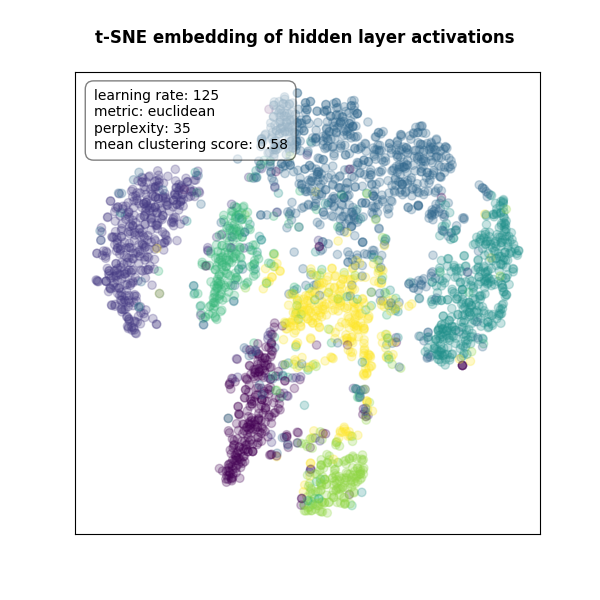 t-SNE embedding of hidden layer activations
learning rate: 125
metric: euclidean
perplexity: 35
mean clustering score: 0.58